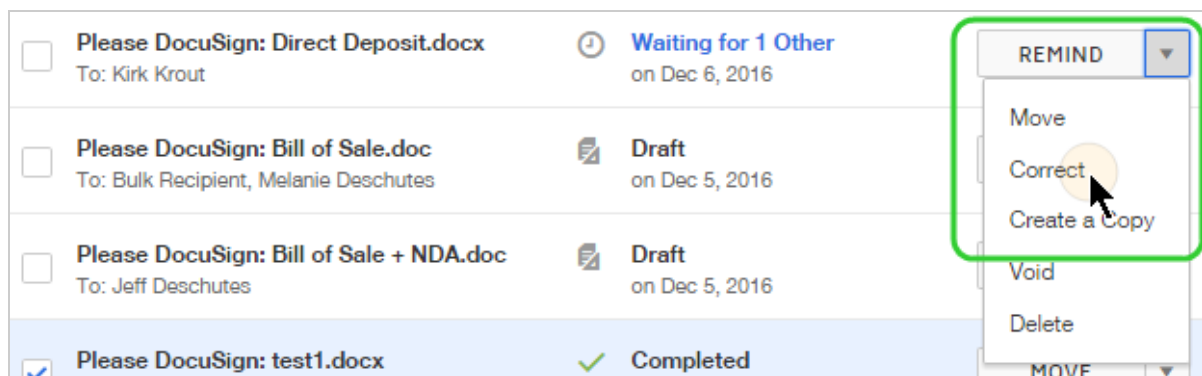 Please DocuSign: Direct Deposit.docx
To: Kirk Krout
Waiting for 1 Other
on Dec 6, 2016
REMIND
Move
Correct
Create a Copy
Void
Delete
Please DocuSign: Bill of Sale.doc
To: Bulk Recipient, Melanie Deschutes
Draft
on Dec 5, 2016
Please DocuSign: Bill of Sale + NDA.doc
To: Jeff Deschutes
Draft
on Dec 5, 2016
Please DocuSign: test1.docx
Completed
MOVE